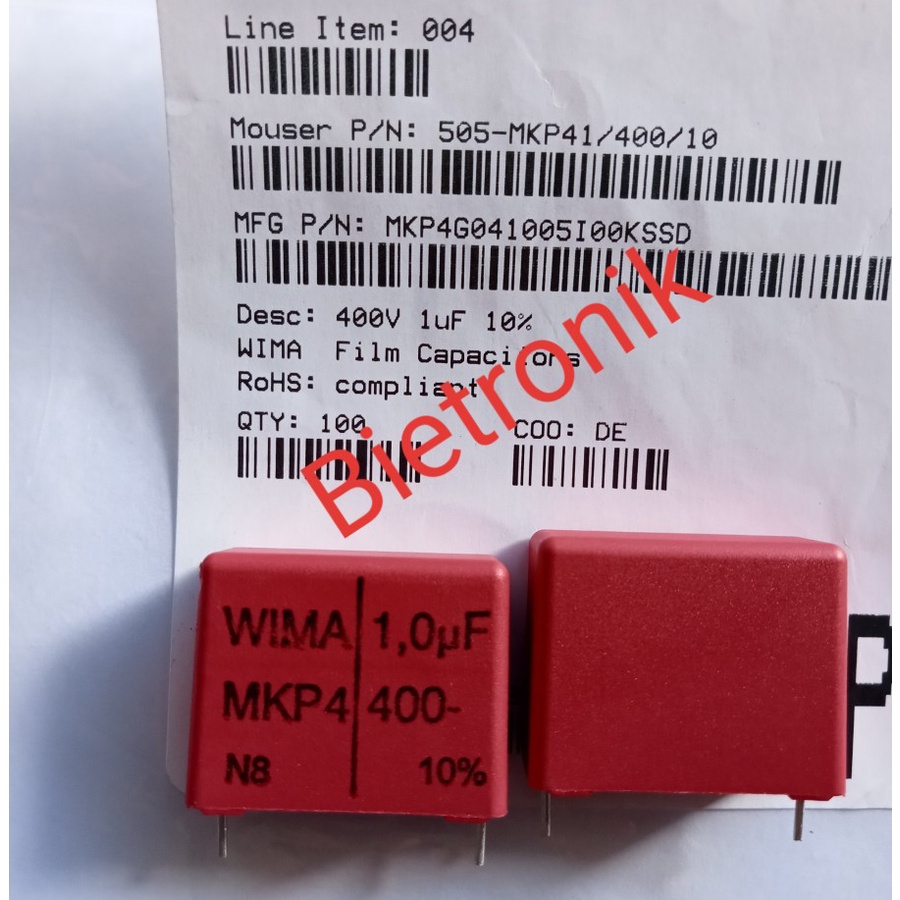 Line Item: 004
Mouser P/N: 505-MKP41/400/10
MFG P/N: MKP4G041005I00KSSD
Desc: 400V 1uF 10%
WIMA Film Capacitors
RoHS: compliant
QTY: 100 COO: DE
Bietronik
WIMA 1,0µF
MKP4 400-
N8 10%
P